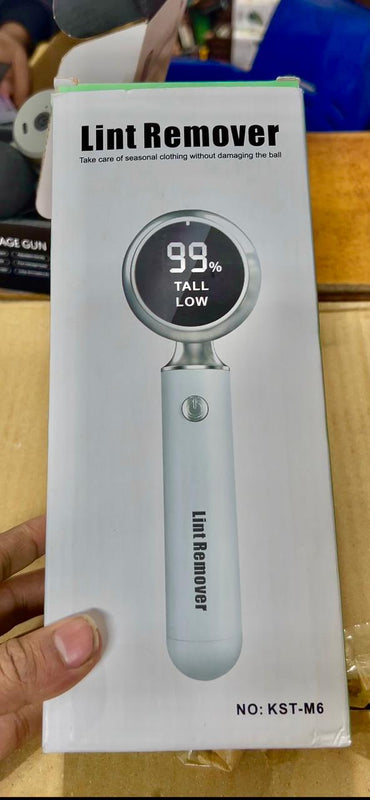 Lint Remover
Take care of seasonal clothing without damaging the ball
99%
TALL
LOW
AGE GUN
Lint Remover
NO: KST-M6